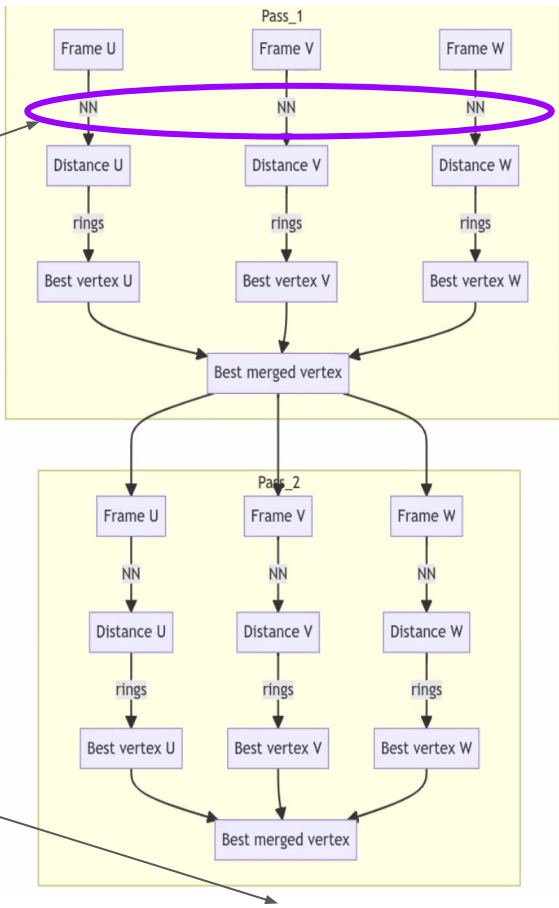 Pass_1
Frame U Frame V Frame W
NN NN NN
Distance U Distance V Distance W
rings rings rings
Best vertex U Best vertex V Best vertex W
Best merged vertex
Pass_2
Frame U Frame V Frame W
NN NN NN
Distance U Distance V Distance W
rings rings rings
Best vertex U Best vertex V Best vertex W
Best merged vertex